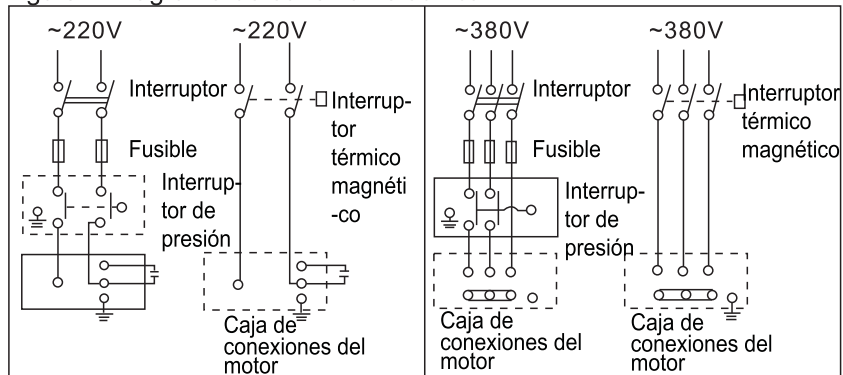 ~220V
~220V
~380V
~380V
Interruptor
Fusible
Interrup-
tor de
presión
Interrup-
tor
térmico
magnéti
-co
Caja de
conexiones del
motor
Interruptor
Fusible
Interrup-
tor de
presión
Caja de
conexiones del
motor
Interruptor
térmico
magnético
Caja de
conexiones del
motor